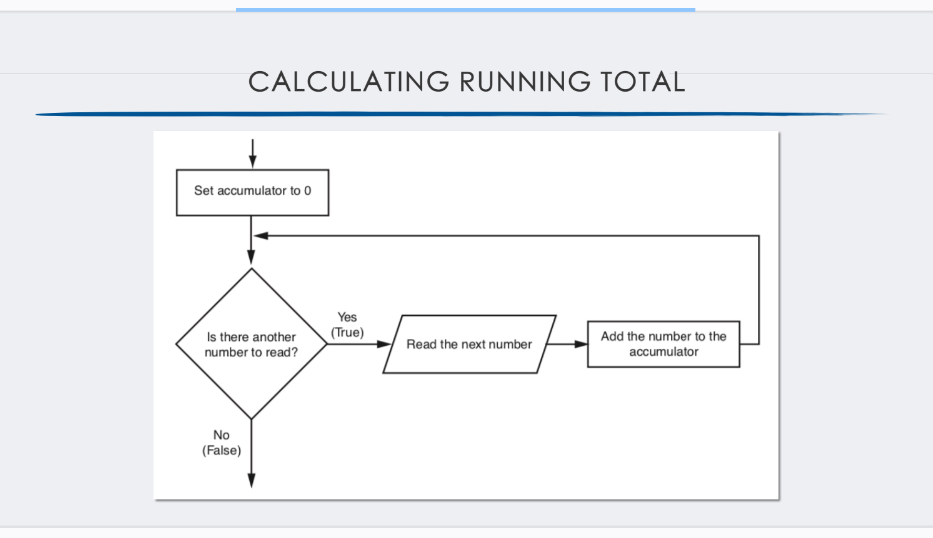 CALCULATING RUNNING TOTAL
Set accumulator to 0
Is there another
number to read?
Yes
(True)
Read the next number
Add the number to the
accumulator
No
(False)